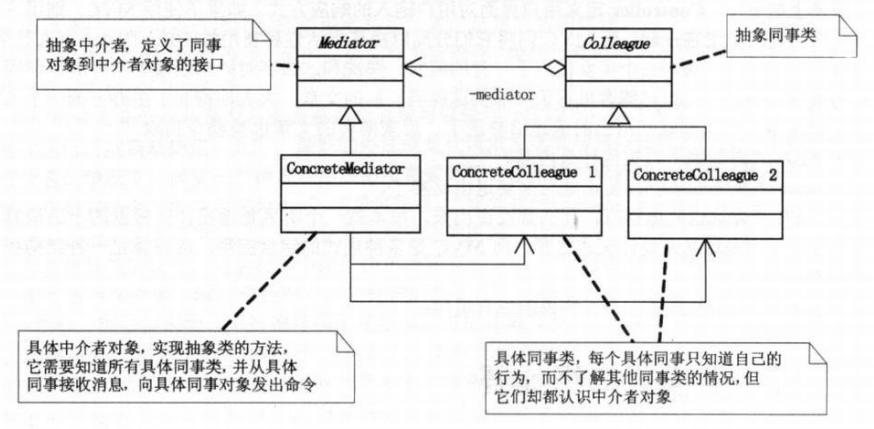 抽象中介者，定义了同事
对象到中介者对象的接口
Mediator
Colleague
抽象同事类
-mediator
ConcreteMediator
ConcreteColleague 1
ConcreteColleague 2
具体中介者对象，实现抽象类的方法，
它需要知道所有具体同事类，并从具体
同事接收消息，向具体同事对象发出命令
具体同事类，每个具体同事只知道自己的
行为，而不了解其他同事类的情况，但
它们却都认识中介者对象